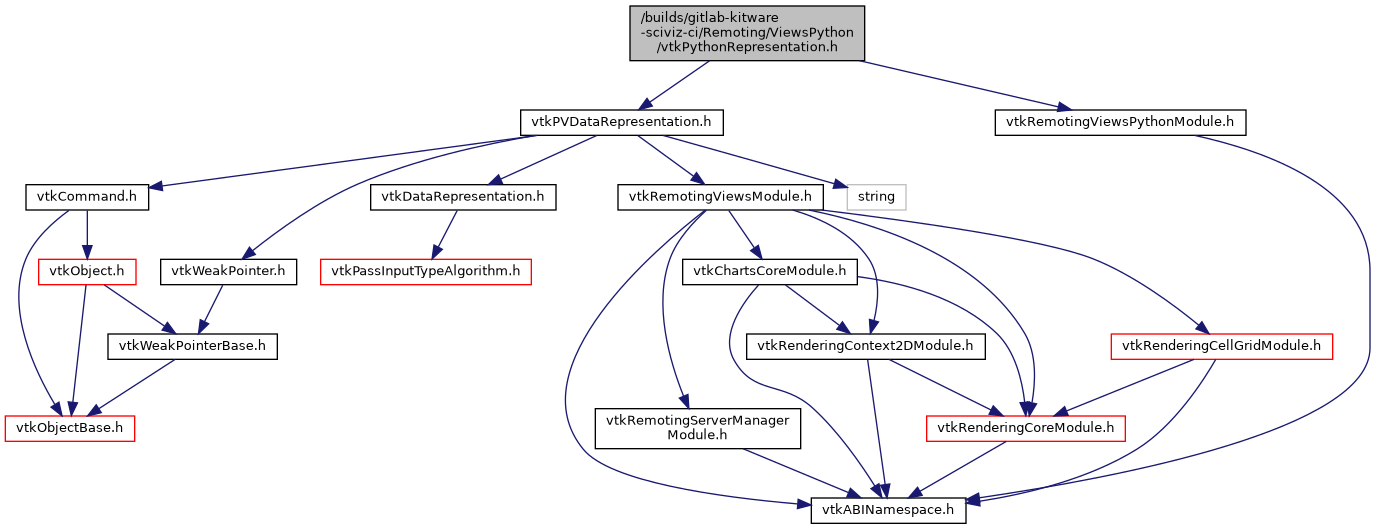 /builds/gitlab-kitware
-sciviz-ci/Remoting/ViewsPython
/vtkPythonRepresentation.h
vtkPVDataRepresentation.h
vtkRemotingViewsPythonModule.h
vtkCommand.h
vtkDataRepresentation.h
vtkRemotingViewsModule.h
string
vtkObject.h
vtkWeakPointer.h
vtkPassInputTypeAlgorithm.h
vtkChartsCoreModule.h
vtkWeakPointerBase.h
vtkRenderingContext2DModule.h
vtkRenderingCellGridModule.h
vtkObjectBase.h
vtkRemotingServerManager
Module.h
vtkRenderingCoreModule.h
vtkABINamespace.h